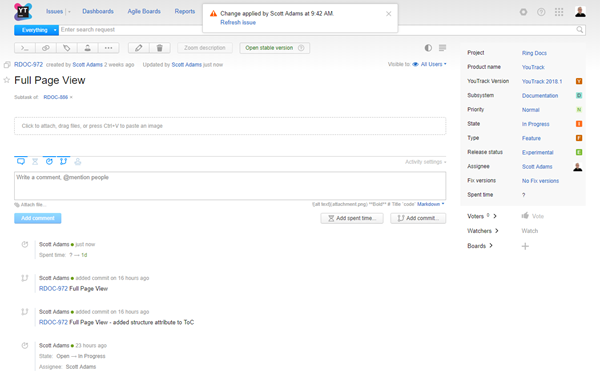 YT
Issues Dashboards Agile Boards Reports
Change applied by Scott Adams at 9:42 AM.
Refresh issue
Everything Enter search request
Zoom description Open stable version
RDOC-972 created by Scott Adams 2 weeks ago Updated by Scott Adams just now Visible to All Users
Full Page View
Subtask of: RDOC-886
Click to attach, drag files, or press Ctrl+V to paste an image
Activity settings
Write a comment, @mention people
Attach file... [alt text](attachment.png) **Bold** # Title `code` Markdown
Add comment Add spent time... Add commit...
Scott Adams just now
Spent time: ? — 1d
Scott Adams added commit on 16 hours ago
RDOC-972 Full Page View
Scott Adams added commit on 16 hours ago
RDOC-972 Full Page View - added structure attribute to ToC
Scott Adams 23 hours ago
State: Open — In Progress
Assignee: Scott Adams
Project Ring Docs
Product name YouTrack
YouTrack Version YouTrack 2018.1 Y
Subsystem Documentation D
Priority Normal N
State In Progress I
Type Feature F
Release status Experimental E
Assignee Scott Adams
Fix versions No Fix versions
Spent time ?
Voters 0 Vote
Watchers Watch
Boards